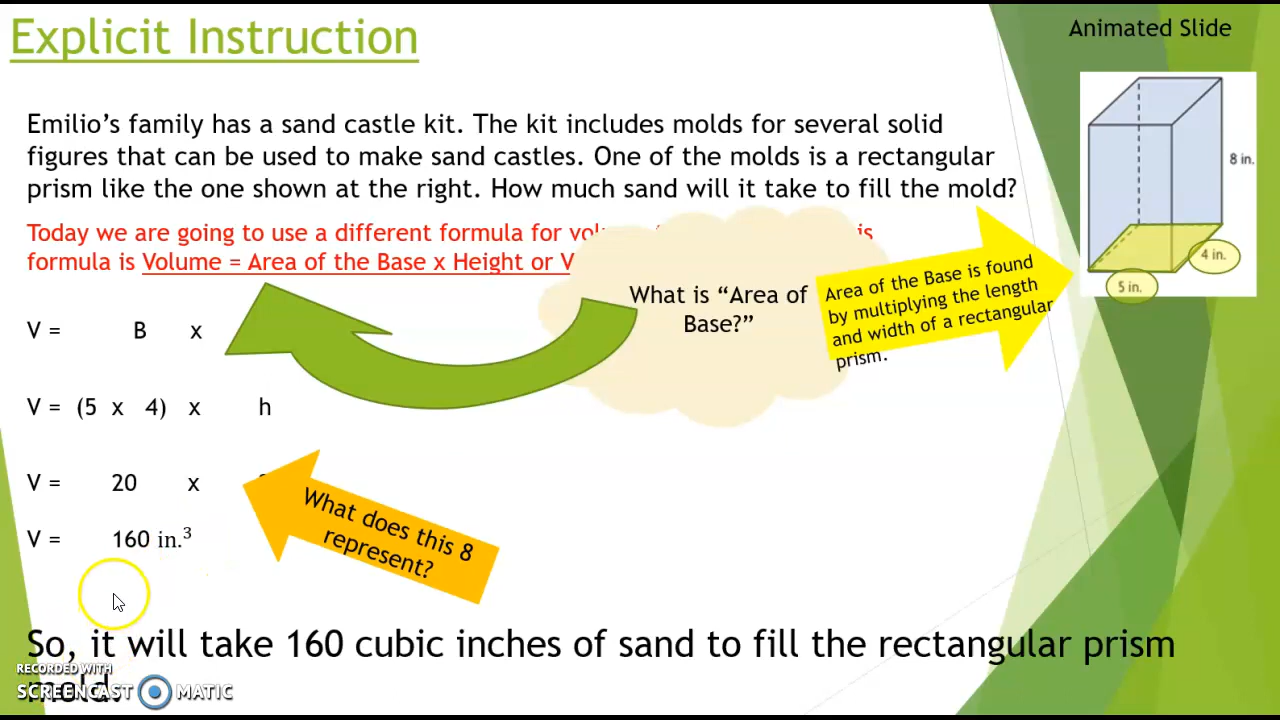 Explicit Instruction
Animated Slide
Emilio's family has a sand castle kit. The kit includes molds for several solid
figures that can be used to make sand castles. One of the molds is a rectangular
prism like the one shown at the right. How much sand will it take to fill the mold?
8 in.
4 in.
5 in.
Today we are going to use a different formula for is
formula is Volume = Area of the Base x Height or V
What is “Area of
Base?”
Area of the Base is found
by multiplying the length
and width of a rectangular
prism.
V = B x
V = (5 x 4) x h
V = 20 x
What does this 8
represent?
V = 160 in.³
So, it will take 160 cubic inches of sand to fill the rectangular prism
mold.
RECORDED WITH
SCREENCAST MATIC